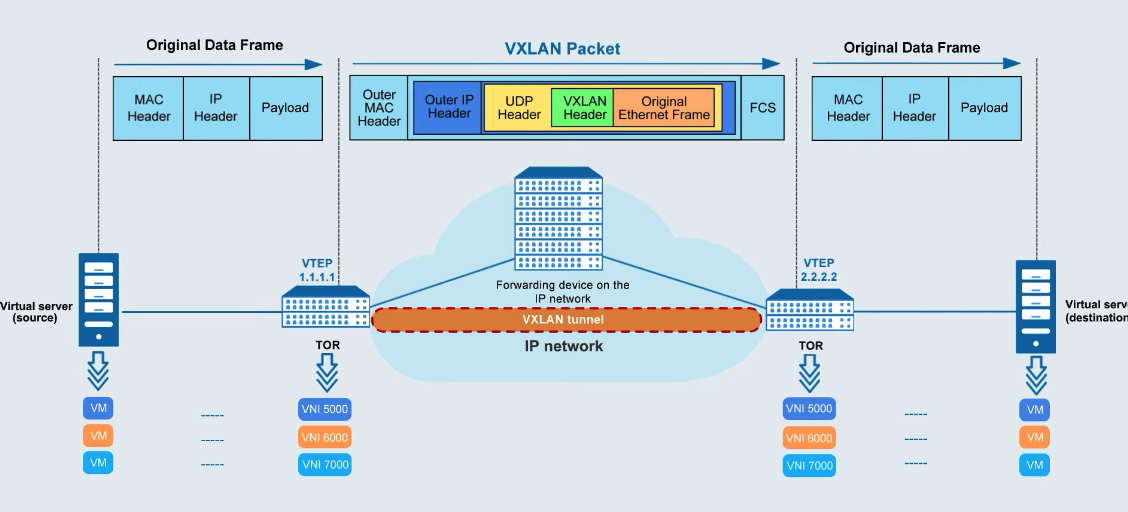 Original Data Frame
VXLAN Packet
Original Data Frame
MAC
Header
IP
Header
Payload
Outer
MAC
Header
Outer IP
Header
UDP
Header
VXLAN
Header
Original
Ethernet Frame
FCS
MAC
Header
IP
Header
Payload
VTEP
1.1.1.1
VTEP
2.2.2.2
Forwarding device on the
IP network
Virtual server
(source)
VXLAN tunnel
IP network
Virtual serve
(destination
TOR
TOR
VM
-----
VNI 5000
VNI 5000
-----
VM
VM
-----
VNI 6000
VNI 6000
-----
VM
VM
-----
VNI 7000
VNI 7000
-----
VM